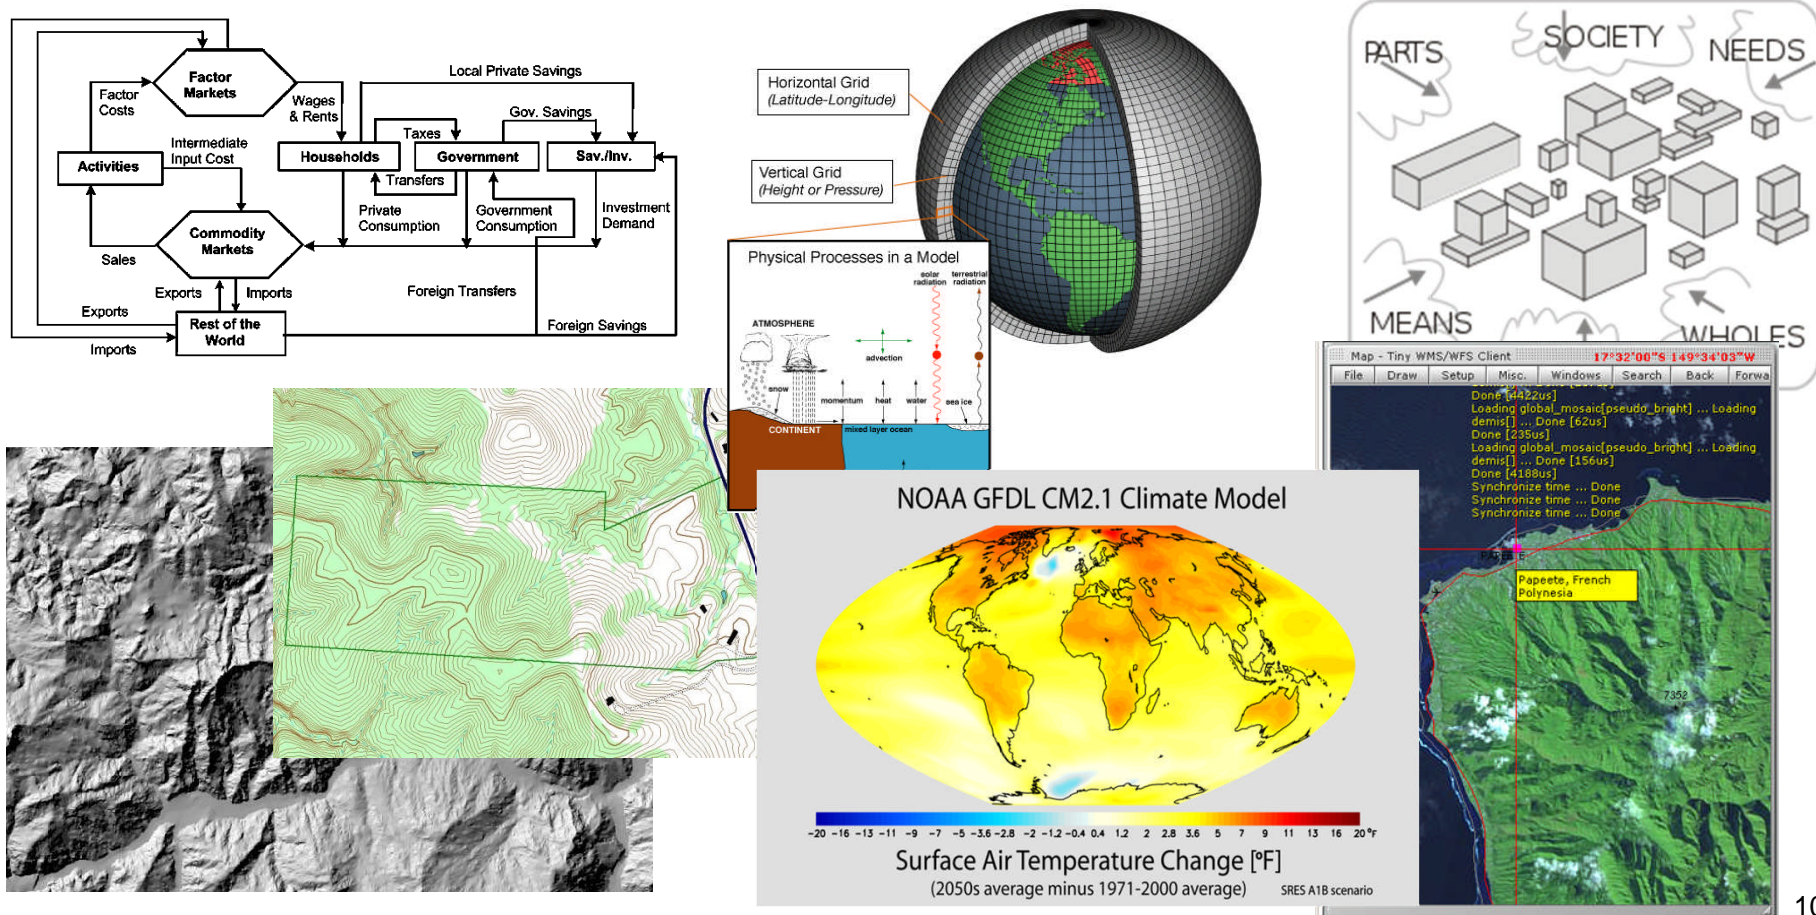 Factor
Markets
Factor
Costs
Wages
& Rents
Local Private Savings
Gov. Savings
Taxes
Intermediate
Input Cost
Activities
Households
Government
Sav./Inv.
Transfers
Private
Consumption
Government
Consumption
Investment
Demand
Commodity
Markets
Sales
Exports
Imports
Foreign Transfers
Exports
Rest of the
World
Foreign Savings
Imports
Horizontal Grid
(Latitude-Longitude)
Vertical Grid
(Height or Pressure)
Physical Processes in a Model
solar
radiation
terrestrial
radiation
ATMOSPHERE
advection
snow
momentum
heat
water
sea ice
CONTINENT
mixed layer ocean
PARTS
SOCIETY
NEEDS
MEANS
WHOLES
Map - Tiny WMS/WFS Client
17°32'00"S 149°34'03"W
File Draw Setup Misc. Windows Search Back Forwa
Done [4422us]
Loading global_mosaic[pseudo_bright] ... Loading
demis[] ... Done [62us]
Done [235us]
Loading global_mosaic[pseudo_bright] ... Loading
demis[] ... Done [156us]
Done [4188us]
Synchronize time ... Done
Synchronize time ... Done
Synchronize time ... Done
Papeete, French
Polynesia
7352
NOAA GFDL CM2.1 Climate Model
-20 -16 -13 -11 -9 -7 -5 -3.6 -2.8 -2 -1.2 -0.4 0.4 1.2 2 2.8 3.6 5 7 9 11 13 16 20 °F
Surface Air Temperature Change [ºF]
(2050s average minus 1971-2000 average)
SRES A1B scenario
10